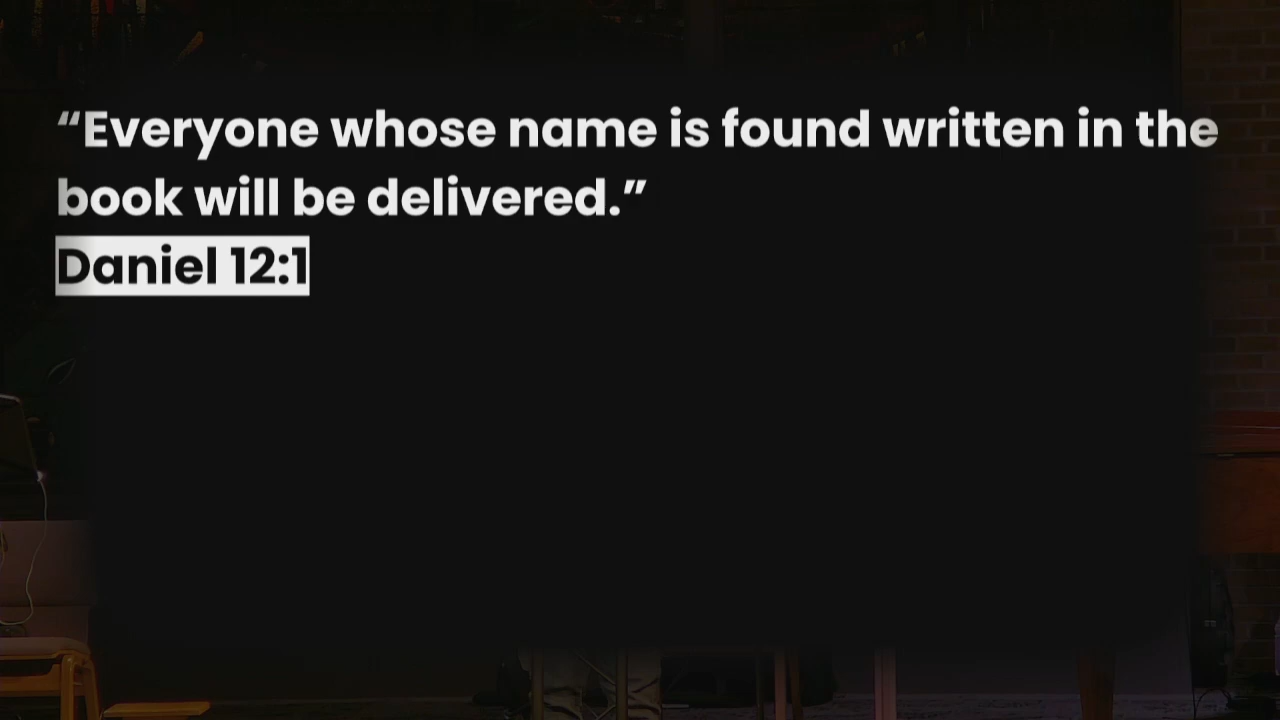 “Everyone whose name is found written in the
book will be delivered.”
Daniel 12:1